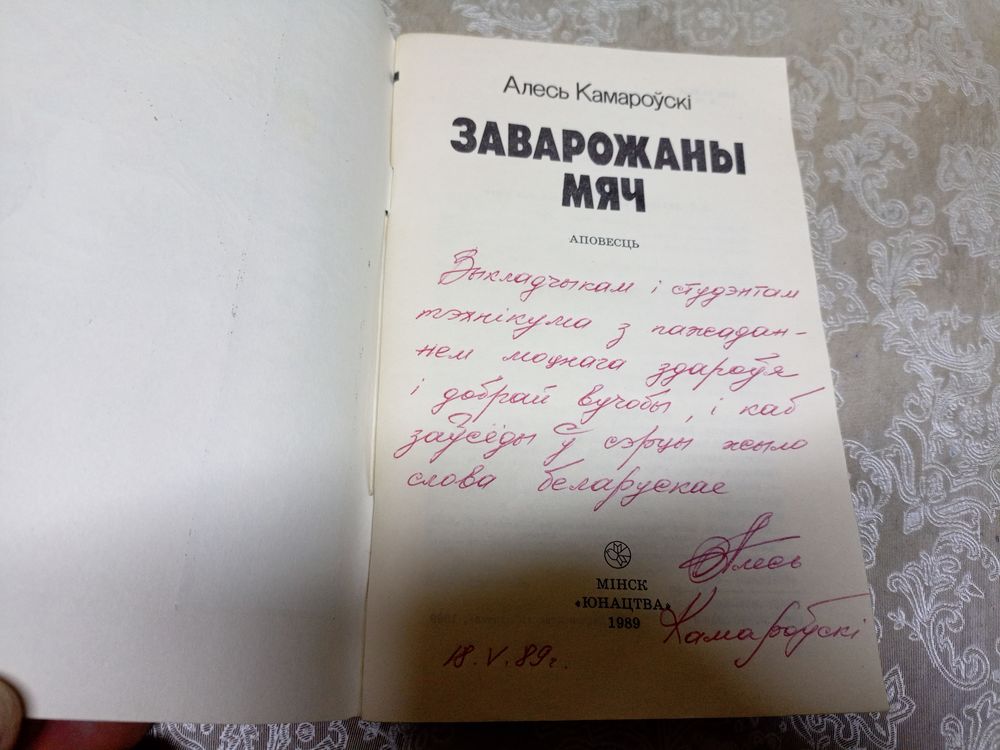 Алесь Камароўскі
ЗАВАРОЖАНЫ
МЯЧ
АПОВЕСЦЬ
Выкладчыкам і студэнтам
тэхнікума з пажадан-
нем моцнага здароўя
і добрай вучобы, і каб
заўсёды ў сэрцы жыло
слова беларускае
Алесь
Камароўскі
МІНСК
«ЮНАЦТВА»
1989
18.V.89г.